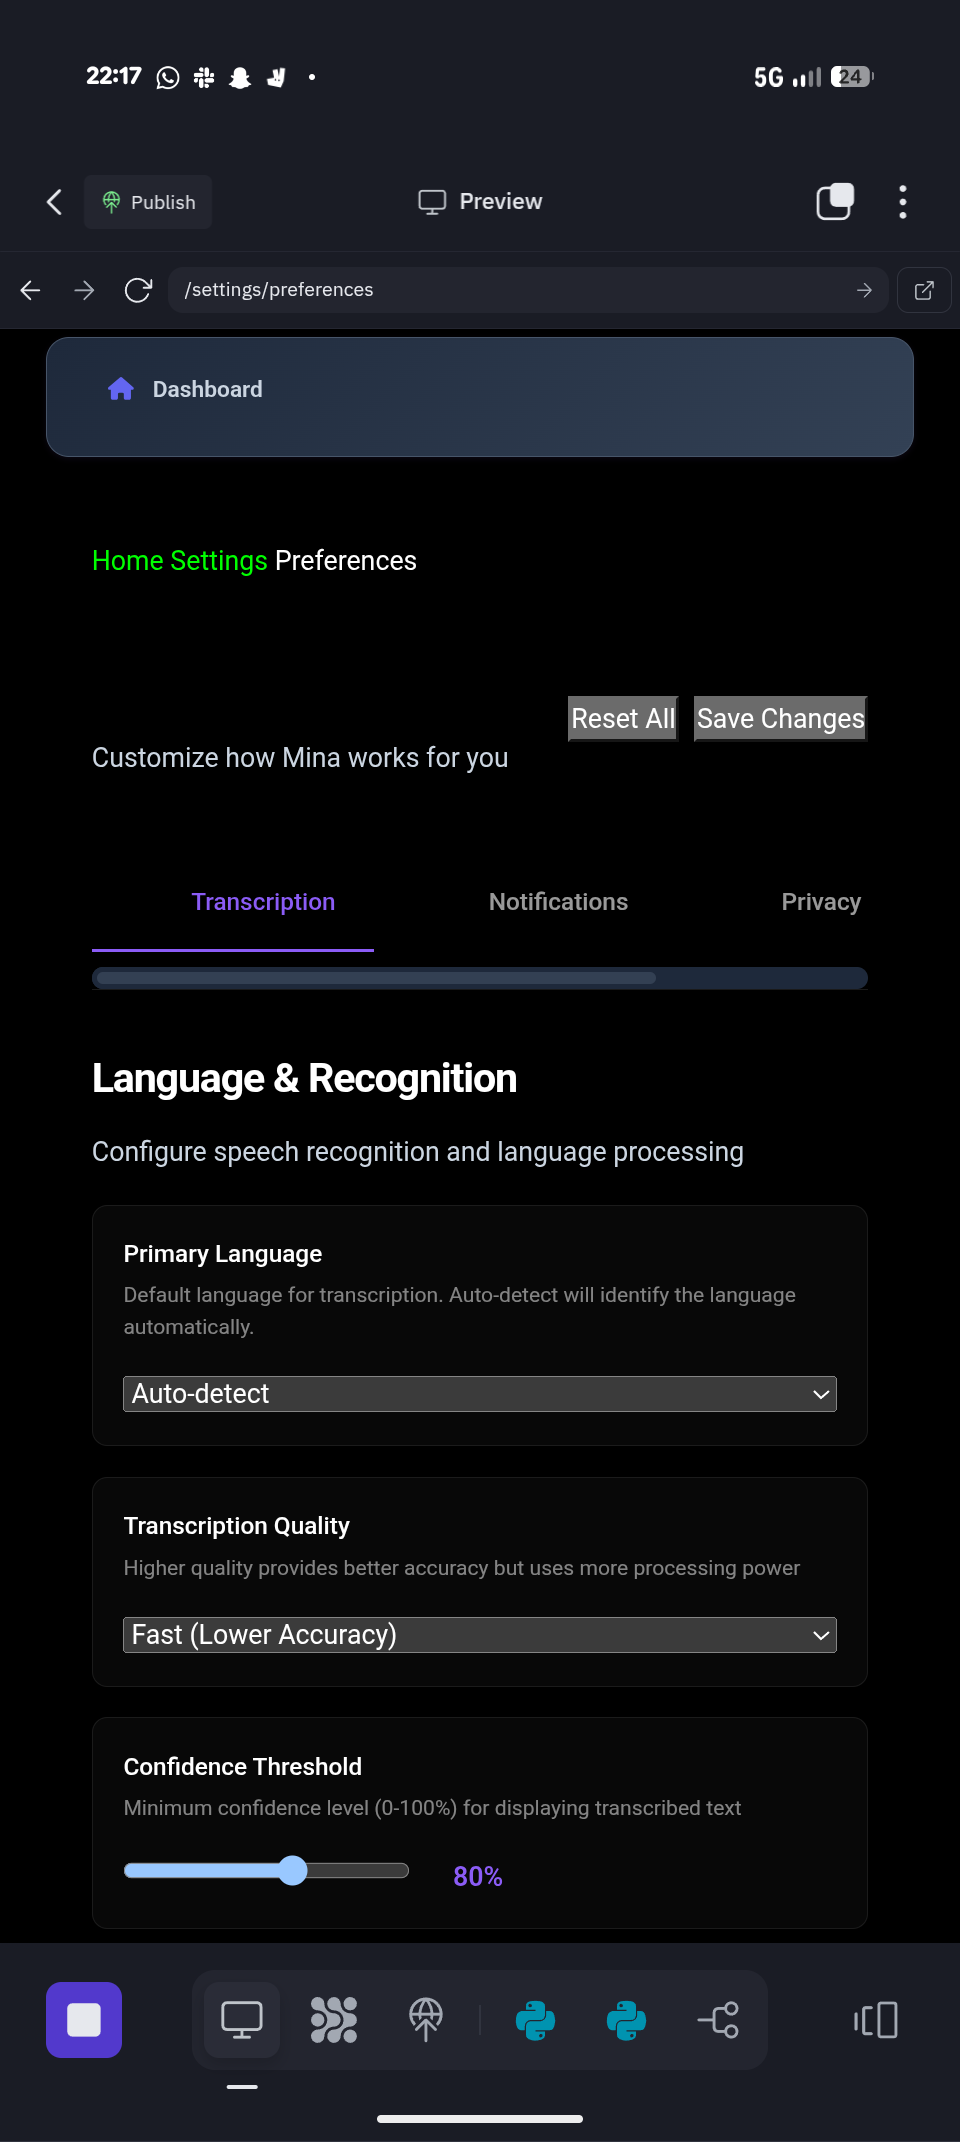 22:17
5G
24
Publish
Preview
/settings/preferences
Dashboard
Home Settings Preferences
Reset All
Save Changes
Customize how Mina works for you
Transcription
Notifications
Privacy
Language & Recognition
Configure speech recognition and language processing
Primary Language
Default language for transcription. Auto-detect will identify the language
automatically.
Auto-detect
Transcription Quality
Higher quality provides better accuracy but uses more processing power
Fast (Lower Accuracy)
Confidence Threshold
Minimum confidence level (0-100%) for displaying transcribed text
80%